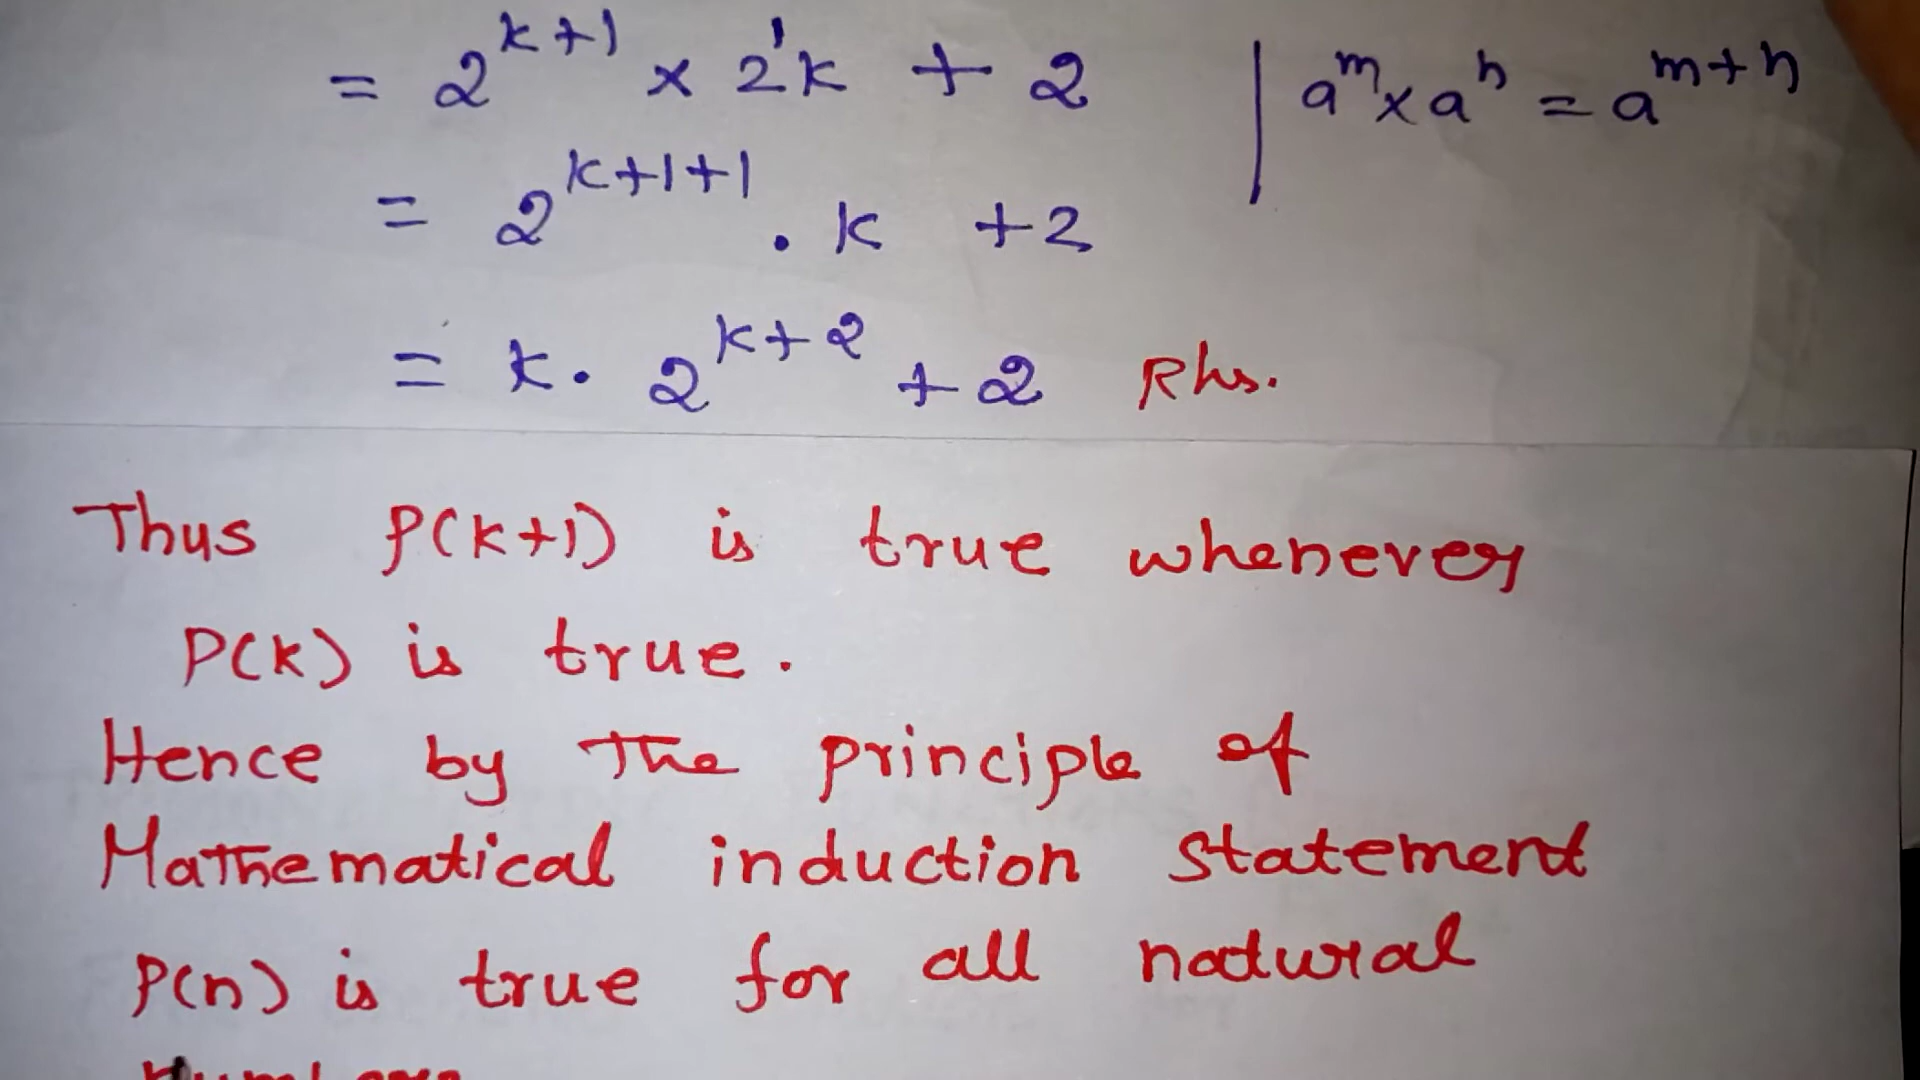 = 2^{k+1} × 2^1 k + 2 | a^m × a^n = a^{m+n}
= 2^{k+1+1} . k + 2
= k . 2^{k+2} + 2 Rhs.
Thus P(k+1) is true whenever
P(k) is true.
Hence by The principle of
Mathematical induction statement
P(n) is true for all natural